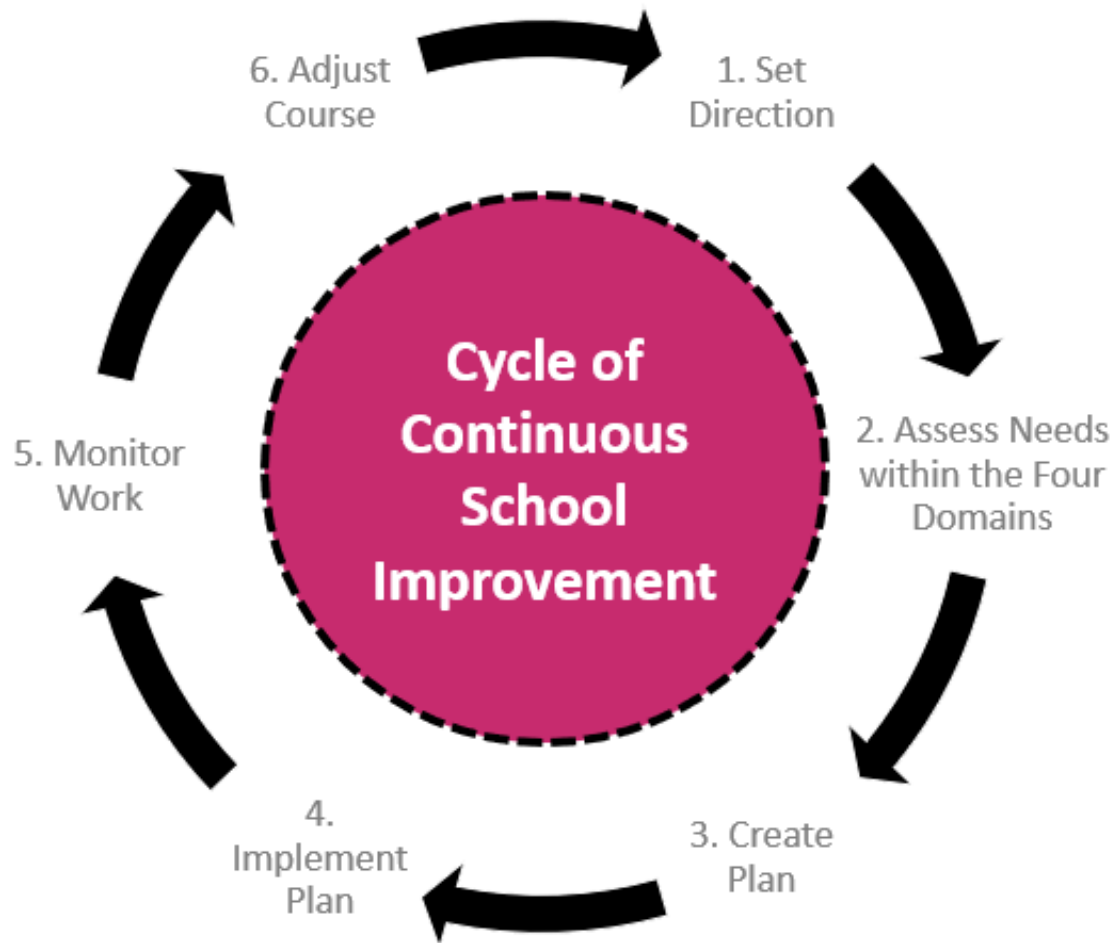 Cycle of
Continuous
School
Improvement
1. Set
Direction
2. Assess Needs
within the Four
Domains
3. Create
Plan
4.
Implement
Plan
5. Monitor
Work
6. Adjust
Course